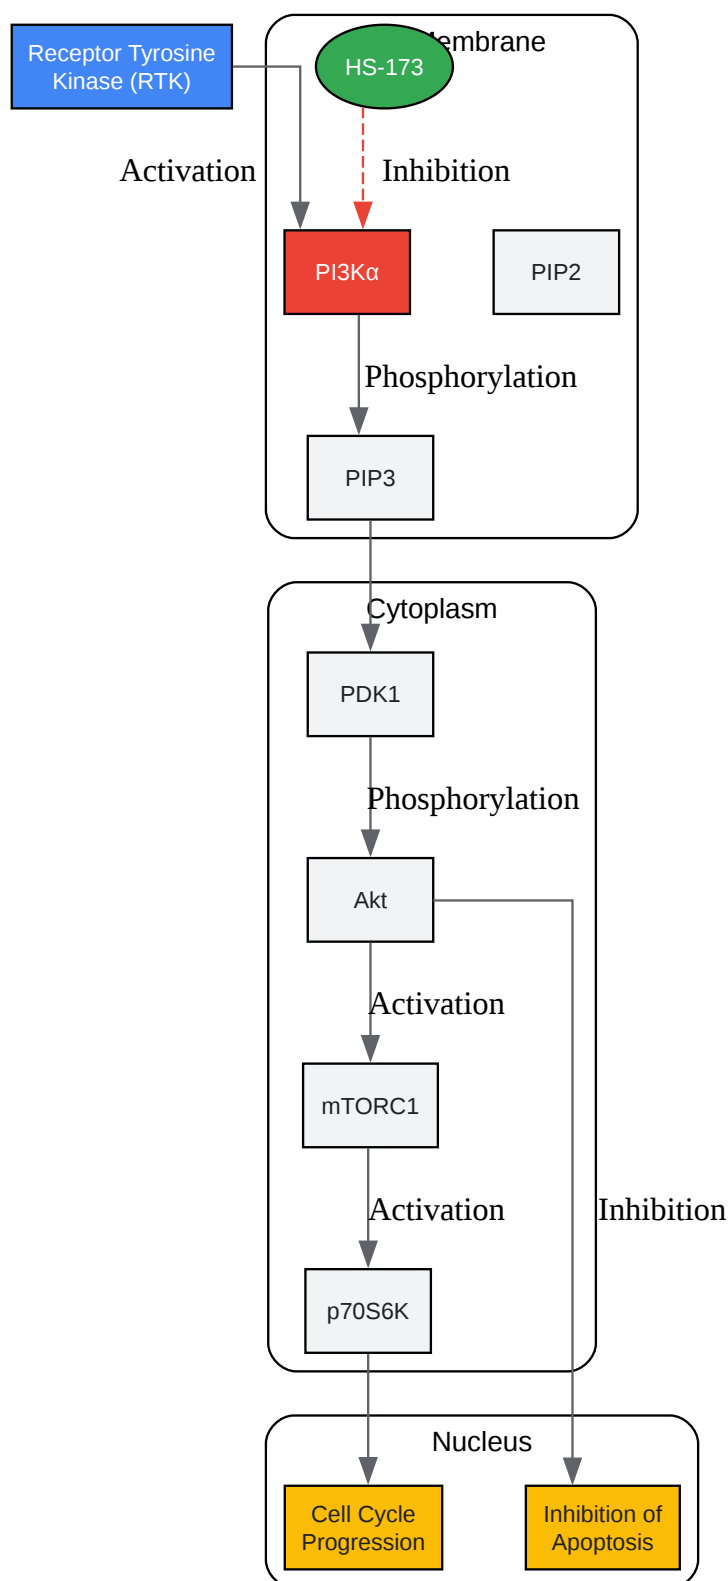 Receptor Tyrosine
Kinase (RTK)
HS-173
Activation
Inhibition
PI3Kα
PIP2
Phosphorylation
PIP3
Cytoplasm
PDK1
Phosphorylation
Akt
Activation
mTORC1
Activation
Inhibition
p70S6K
Nucleus
Cell Cycle
Progression
Inhibition of
Apoptosis